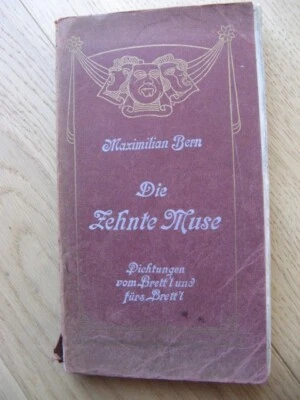 Maximilian Bern
Die
Zehnte Muse
Dichtungen
vom Brett'l und
fürs Brett'l